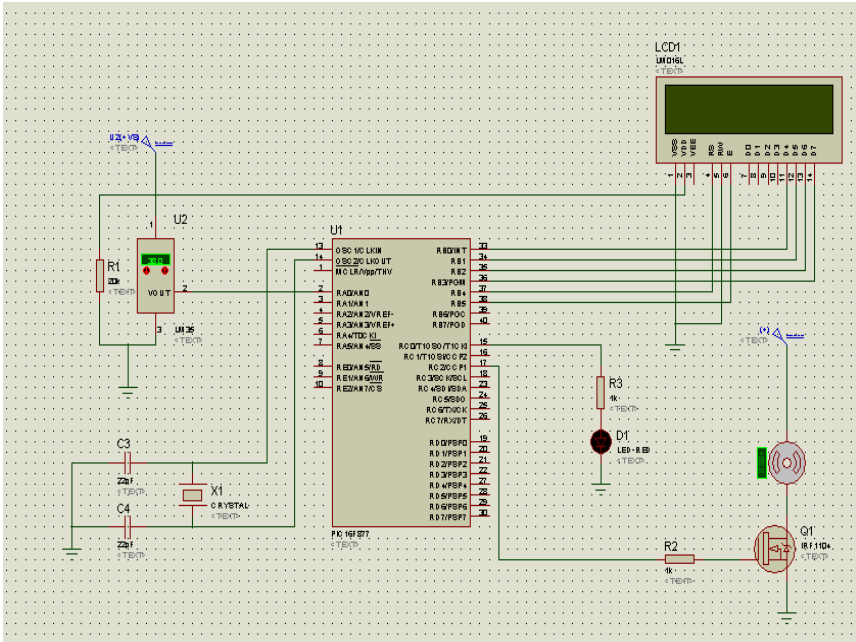 LCD1
LM016L
<TEXT>
VSS
VDD
VEE
RS
RW
E
D0
D1
D2
D3
D4
D5
D6
D7
1
2
3
4
5
6
7
8
9
10
11
12
13
14
U2(+VS)
<TEXT>
1
U2
R1
20k
<TEXT>
VOUT
2
3
LM35
<TEXT>
U1
13 OSC1/CLKIN
14 OSC2/CLKOUT
1 MCLR/Vpp/THV
2 RA0/AN0
3 RA1/AN1
4 RA2/AN2/VREF-
5 RA3/AN3/VREF+
6 RA4/T0CKI
7 RA5/AN4/SS
8 RE0/AN5/RD
9 RE1/AN6/WR
10 RE2/AN7/CS
RB0/INT 33
RB1 34
RB2 35
RB3/PGM 36
RB4 37
RB5 38
RB6/PGC 39
RB7/PGD 40
RC0/T1OSO/T1CKI 15
RC1/T1OSI/CCP2 16
RC2/CCP1 17
RC3/SCK/SCL 18
RC4/SDI/SDA 23
RC5/SDO 24
RC6/TX/CK 25
RC7/RX/DT 26
RD0/PSP0 19
RD1/PSP1 20
RD2/PSP2 21
RD3/PSP3 22
RD4/PSP4 27
RD5/PSP5 28
RD6/PSP6 29
RD7/PSP7 30
PIC16F877
<TEXT>
(+)
<TEXT>
R3
1k
<TEXT>
D1
LED-RED
<TEXT>
C3
22pF
<TEXT>
X1
CRYSTAL
<TEXT>
C4
22pF
<TEXT>
R2
1k
<TEXT>
Q1
IRF1104
<TEXT>